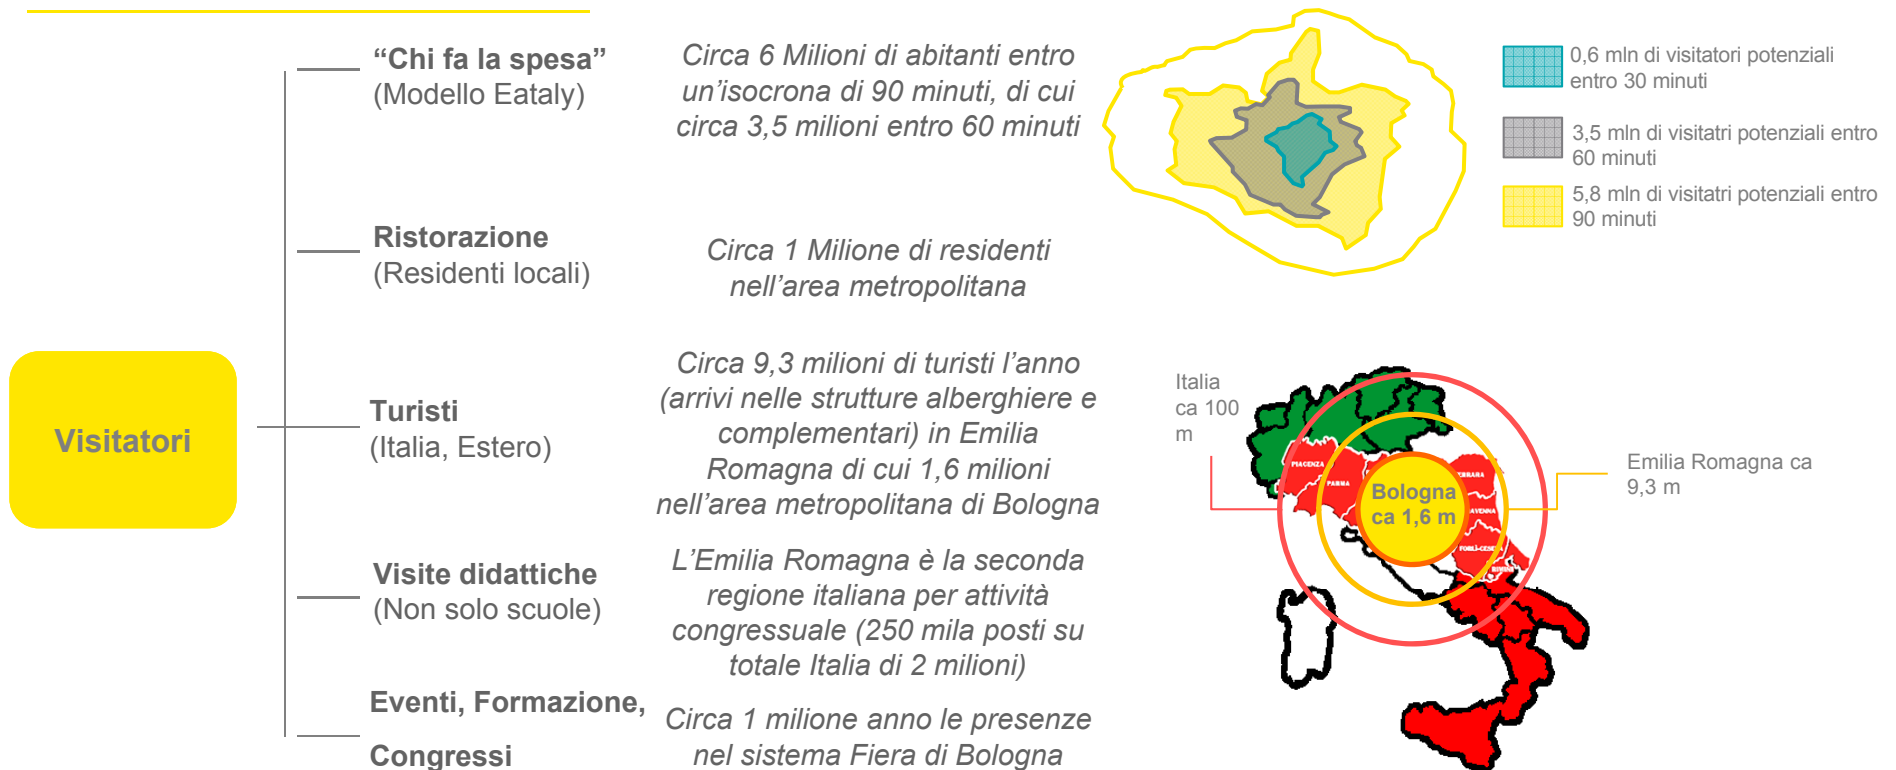 Visitatori
“Chi fa la spesa”
(Modello Eataly)
Circa 6 Milioni di abitanti entro
un’isocrona di 90 minuti, di cui
circa 3,5 milioni entro 60 minuti
0,6 mln di visitatori potenziali
entro 30 minuti
3,5 mln di visitatri potenziali entro
60 minuti
5,8 mln di visitatri potenziali entro
90 minuti
Ristorazione
(Residenti locali)
Circa 1 Milione di residenti
nell’area metropolitana
Turisti
(Italia, Estero)
Circa 9,3 milioni di turisti l’anno
(arrivi nelle strutture alberghiere e
complementari) in Emilia
Romagna di cui 1,6 milioni
nell’area metropolitana di Bologna
Italia
ca 100
m
PIACENZA
PARMA
Bologna
ca 1,6 m
FORLÌ-CESENA
RIMINI
Emilia Romagna ca
9,3 m
Visite didattiche
(Non solo scuole)
L’Emilia Romagna è la seconda
regione italiana per attività
congressuale (250 mila posti su
totale Italia di 2 milioni)
Eventi, Formazione,
Congressi
Circa 1 milione anno le presenze
nel sistema Fiera di Bologna